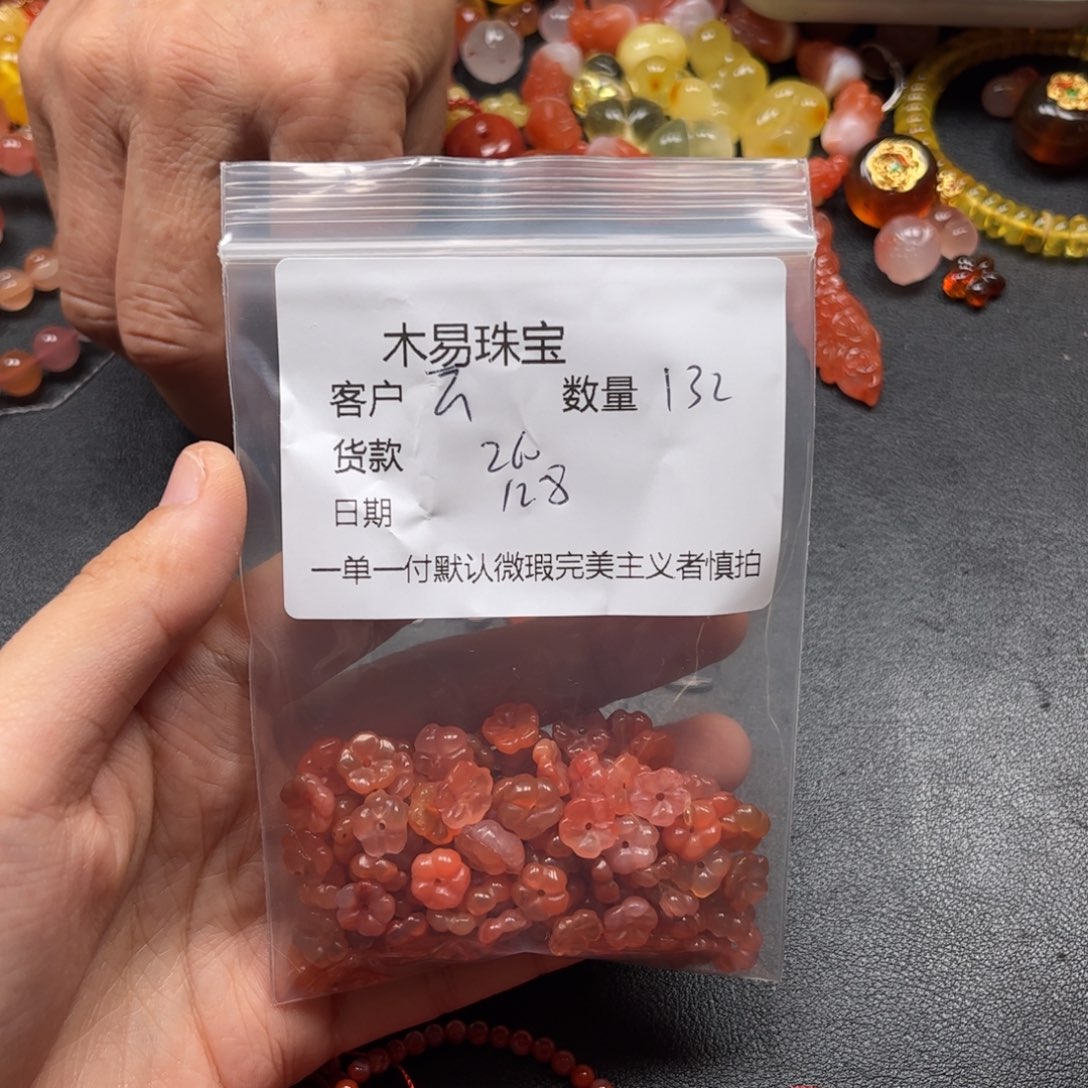 木易珠宝
客户 云 数量 132
货款 260
128
日期
一单一付默认微瑕完美主义者慎拍